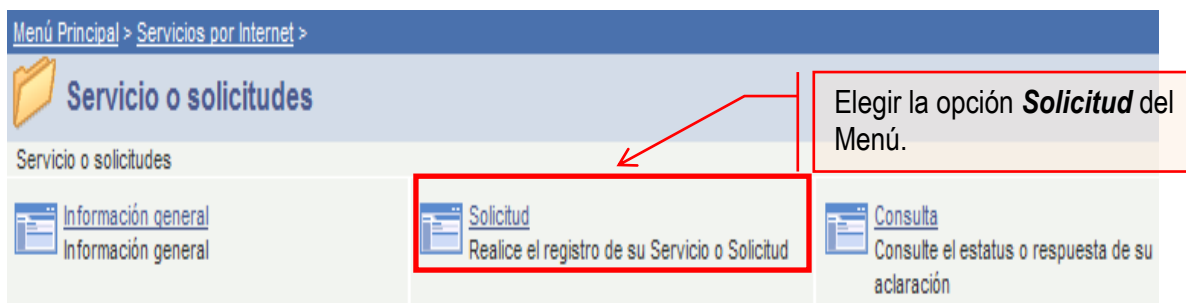 Menú Principal > Servicios por Internet >
Servicio o solicitudes
Elegir la opción Solicitud del
Menú.
Servicio o solicitudes
Información general
Información general
Solicitud
Realice el registro de su Servicio o Solicitud
Consulta
Consulte el estatus o respuesta de su
aclaración